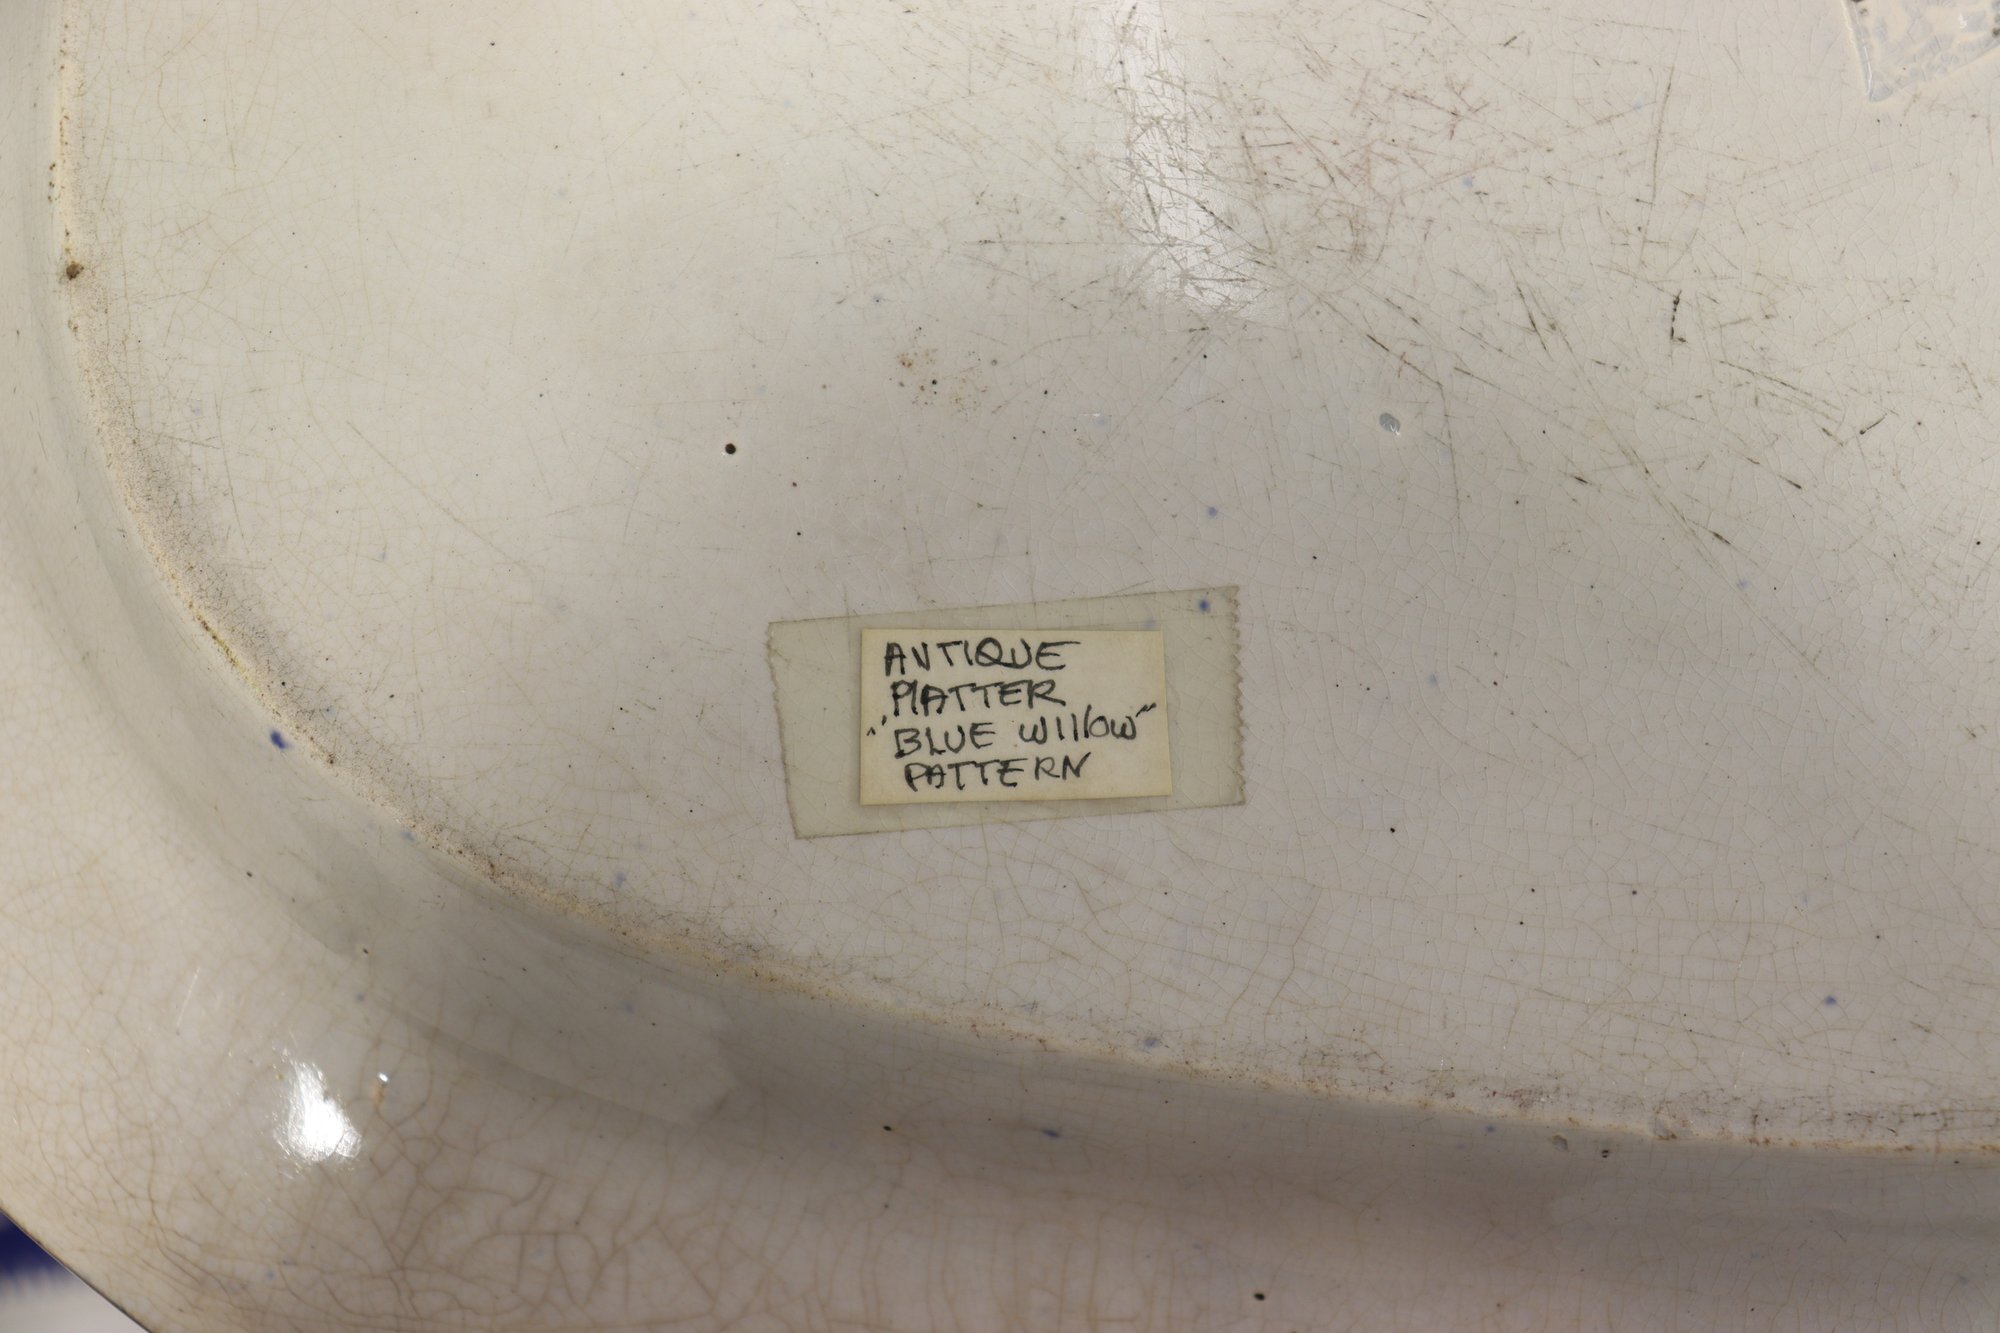 ANTIQUE
PlATTER
"BLUE WIllOW"
PATTERN